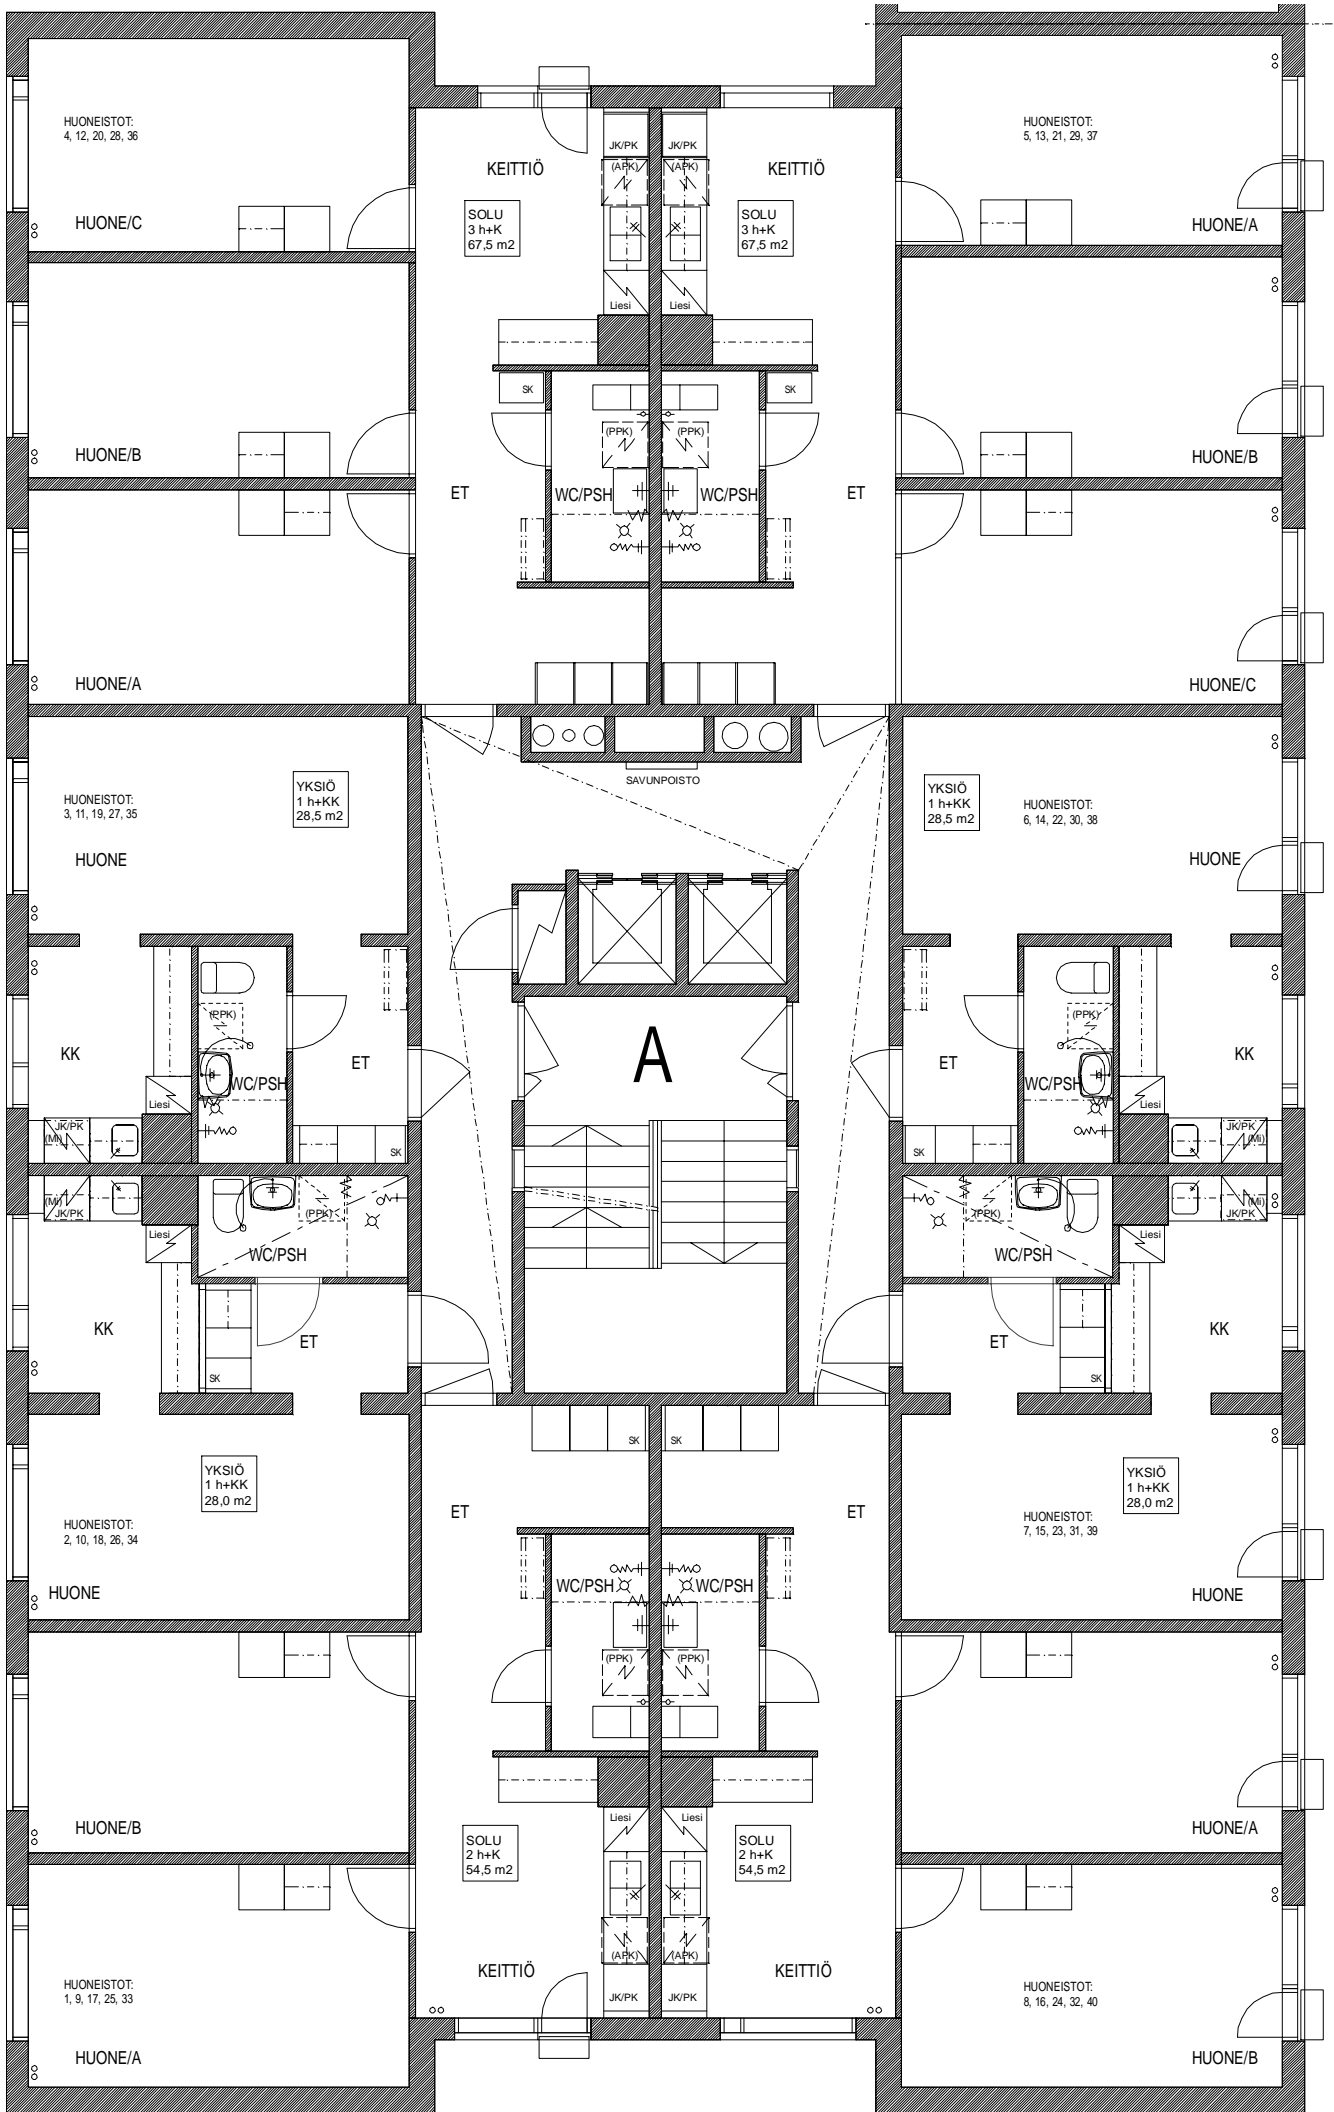 HUONEISTOT:
4, 12, 20, 28, 36
HUONE/C
KEITTIÖ
SOLU
3 h+K
67,5 m2
JK/PK
(APK)
Liesi
JK/PK
(APK)
Liesi
KEITTIÖ
SOLU
3 h+K
67,5 m2
HUONEISTOT:
5, 13, 21, 29, 37
HUONE/A
HUONE/B
SK
(PPK)
(PPK)
SK
HUONE/B
ET
WC/PSH
WC/PSH
ET
HUONE/A
HUONE/C
SAVUNPOISTO
HUONEISTOT:
3, 11, 19, 27, 35
HUONE
YKSIÖ
1 h+KK
28,5 m2
YKSIÖ
1 h+KK
28,5 m2
HUONEISTOT:
6, 14, 22, 30, 38
HUONE
KK
(PPK)
WC/PSH
ET
Liesi
JK/PK
(Mi)
SK
A
ET
(PPK)
WC/PSH
KK
Liesi
JK/PK
(Mi)
SK
(Mi)
JK/PK
Liesi
(PPK)
WC/PSH
KK
ET
SK
(PPK)
WC/PSH
(Mi)
JK/PK
Liesi
ET
KK
SK
YKSIÖ
1 h+KK
28,0 m2
HUONEISTOT:
2, 10, 18, 26, 34
HUONE
SK
SK
ET
ET
YKSIÖ
1 h+KK
28,0 m2
HUONEISTOT:
7, 15, 23, 31, 39
HUONE
WC/PSH
WC/PSH
(PPK)
(PPK)
HUONE/B
SOLU
2 h+K
54,5 m2
Liesi
Liesi
SOLU
2 h+K
54,5 m2
HUONE/A
(APK)
(APK)
KEITTIÖ
KEITTIÖ
JK/PK
JK/PK
HUONEISTOT:
1, 9, 17, 25, 33
HUONE/A
HUONEISTOT:
8, 16, 24, 32, 40
HUONE/B